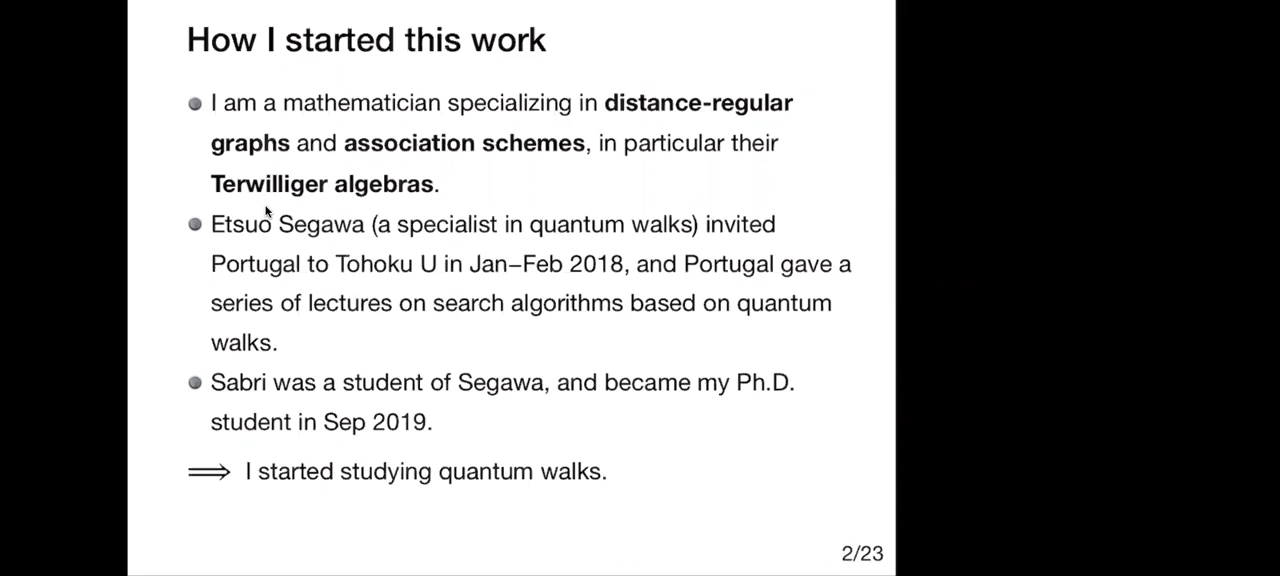 How I started this work
I am a mathematician specializing in distance-regular
graphs and association schemes, in particular their
Terwilliger algebras.
Etsuo Segawa (a specialist in quantum walks) invited
Portugal to Tohoku U in Jan–Feb 2018, and Portugal gave a
series of lectures on search algorithms based on quantum
walks.
Sabri was a student of Segawa, and became my Ph.D.
student in Sep 2019.
⟹ I started studying quantum walks.
2/23